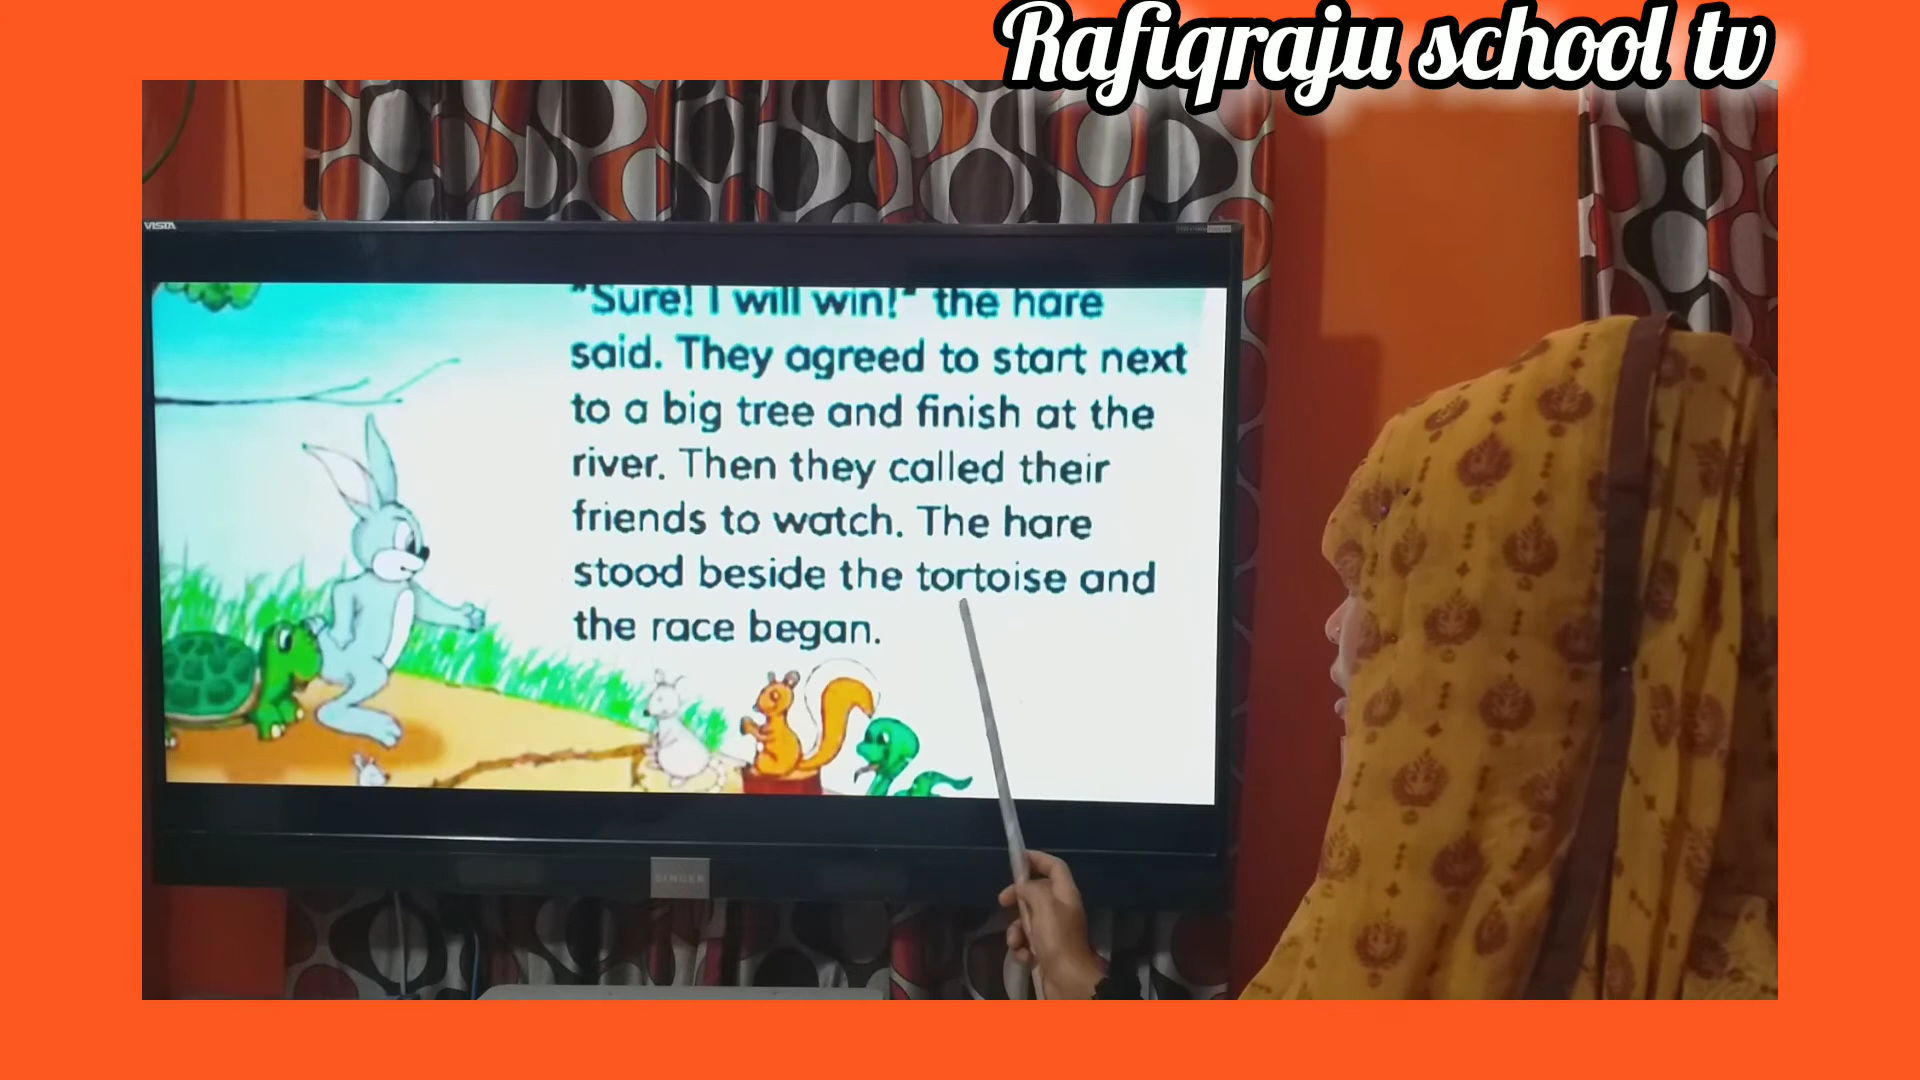 Rafiqraju school tv
VISTA
"Sure! I will win!" the hare
said. They agreed to start next
to a big tree and finish at the
river. Then they called their
friends to watch. The hare
stood beside the tortoise and
the race began.
SINGER